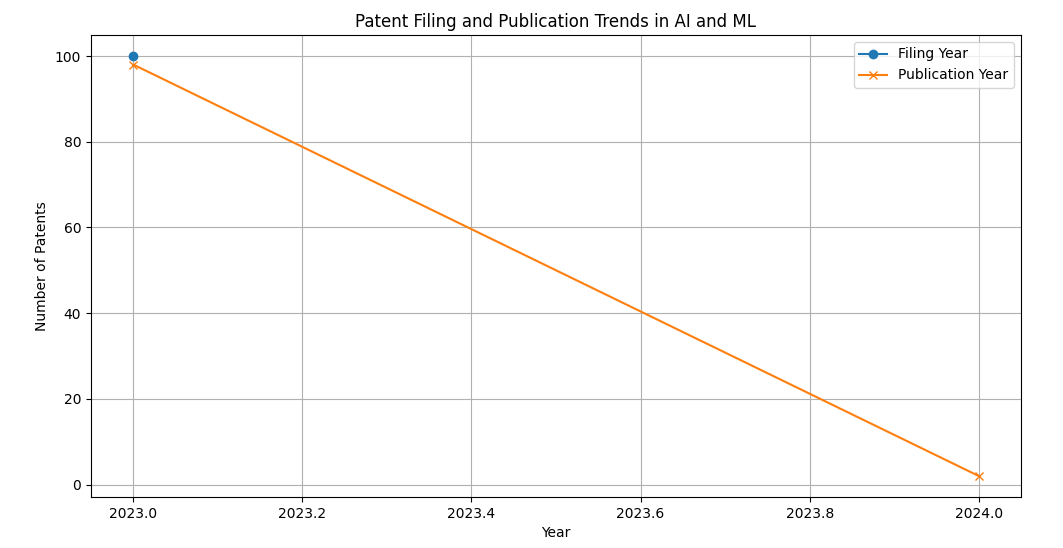 Patent Filing and Publication Trends in AI and ML
Filing Year
Publication Year
Number of Patents
100
80
60
40
20
0
2023.0 2023.2 2023.4 2023.6 2023.8 2024.0
Year